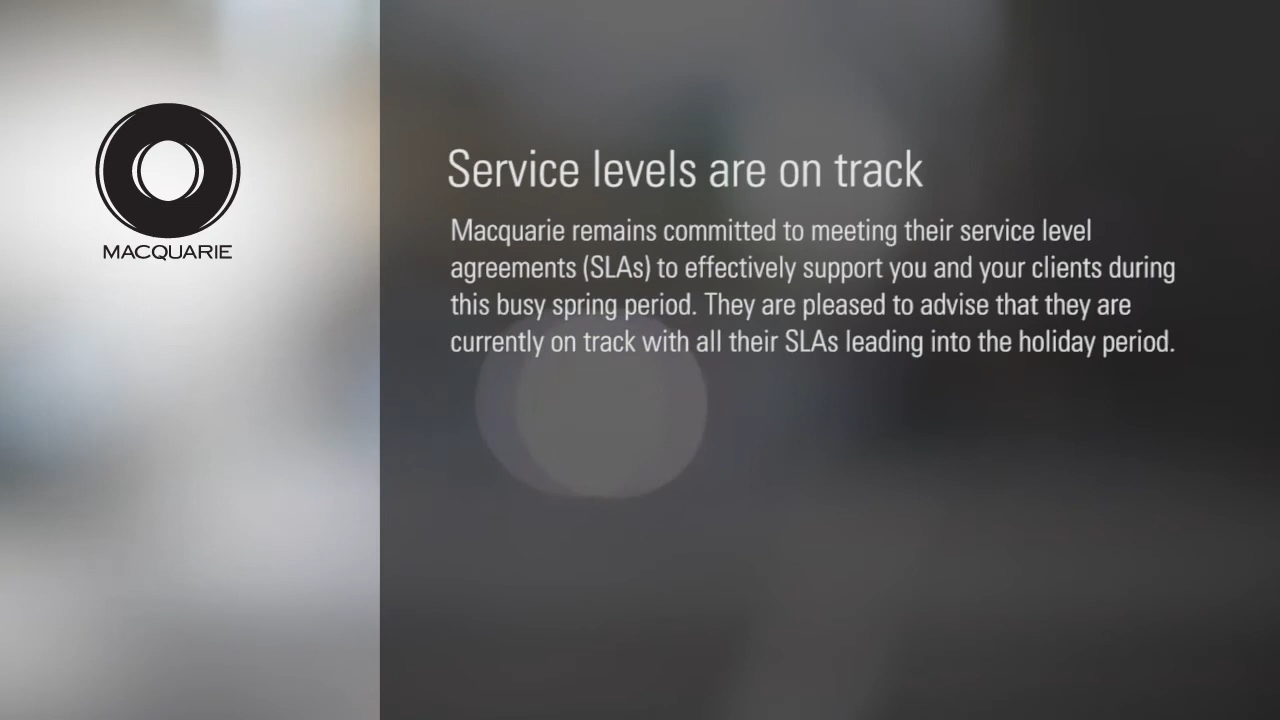 MACQUARIE
Service levels are on track
Macquarie remains committed to meeting their service level
agreements (SLAs) to effectively support you and your clients during
this busy spring period. They are pleased to advise that they are
currently on track with all their SLAs leading into the holiday period.